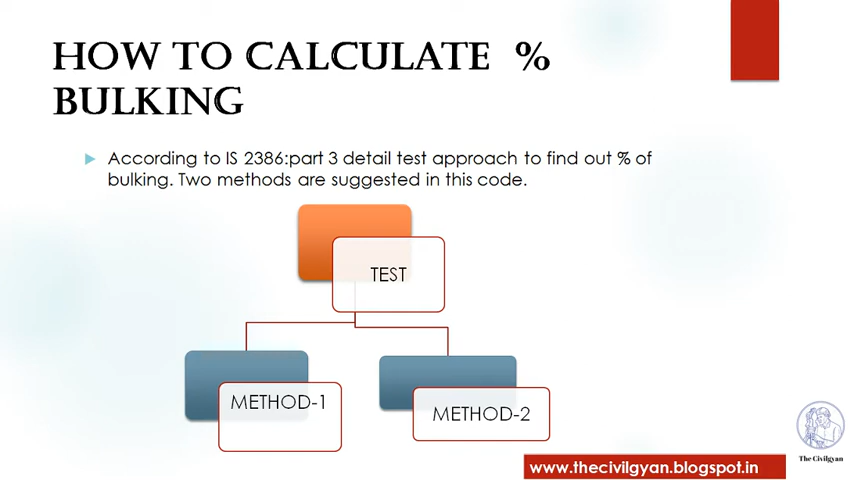 HOW TO CALCULATE %
BULKING
According to IS 2386:part 3 detail test approach to find out % of
bulking. Two methods are suggested in this code.
TEST
METHOD-1
METHOD-2
The Civilgyan
www.thecivilgyan.blogspot.in